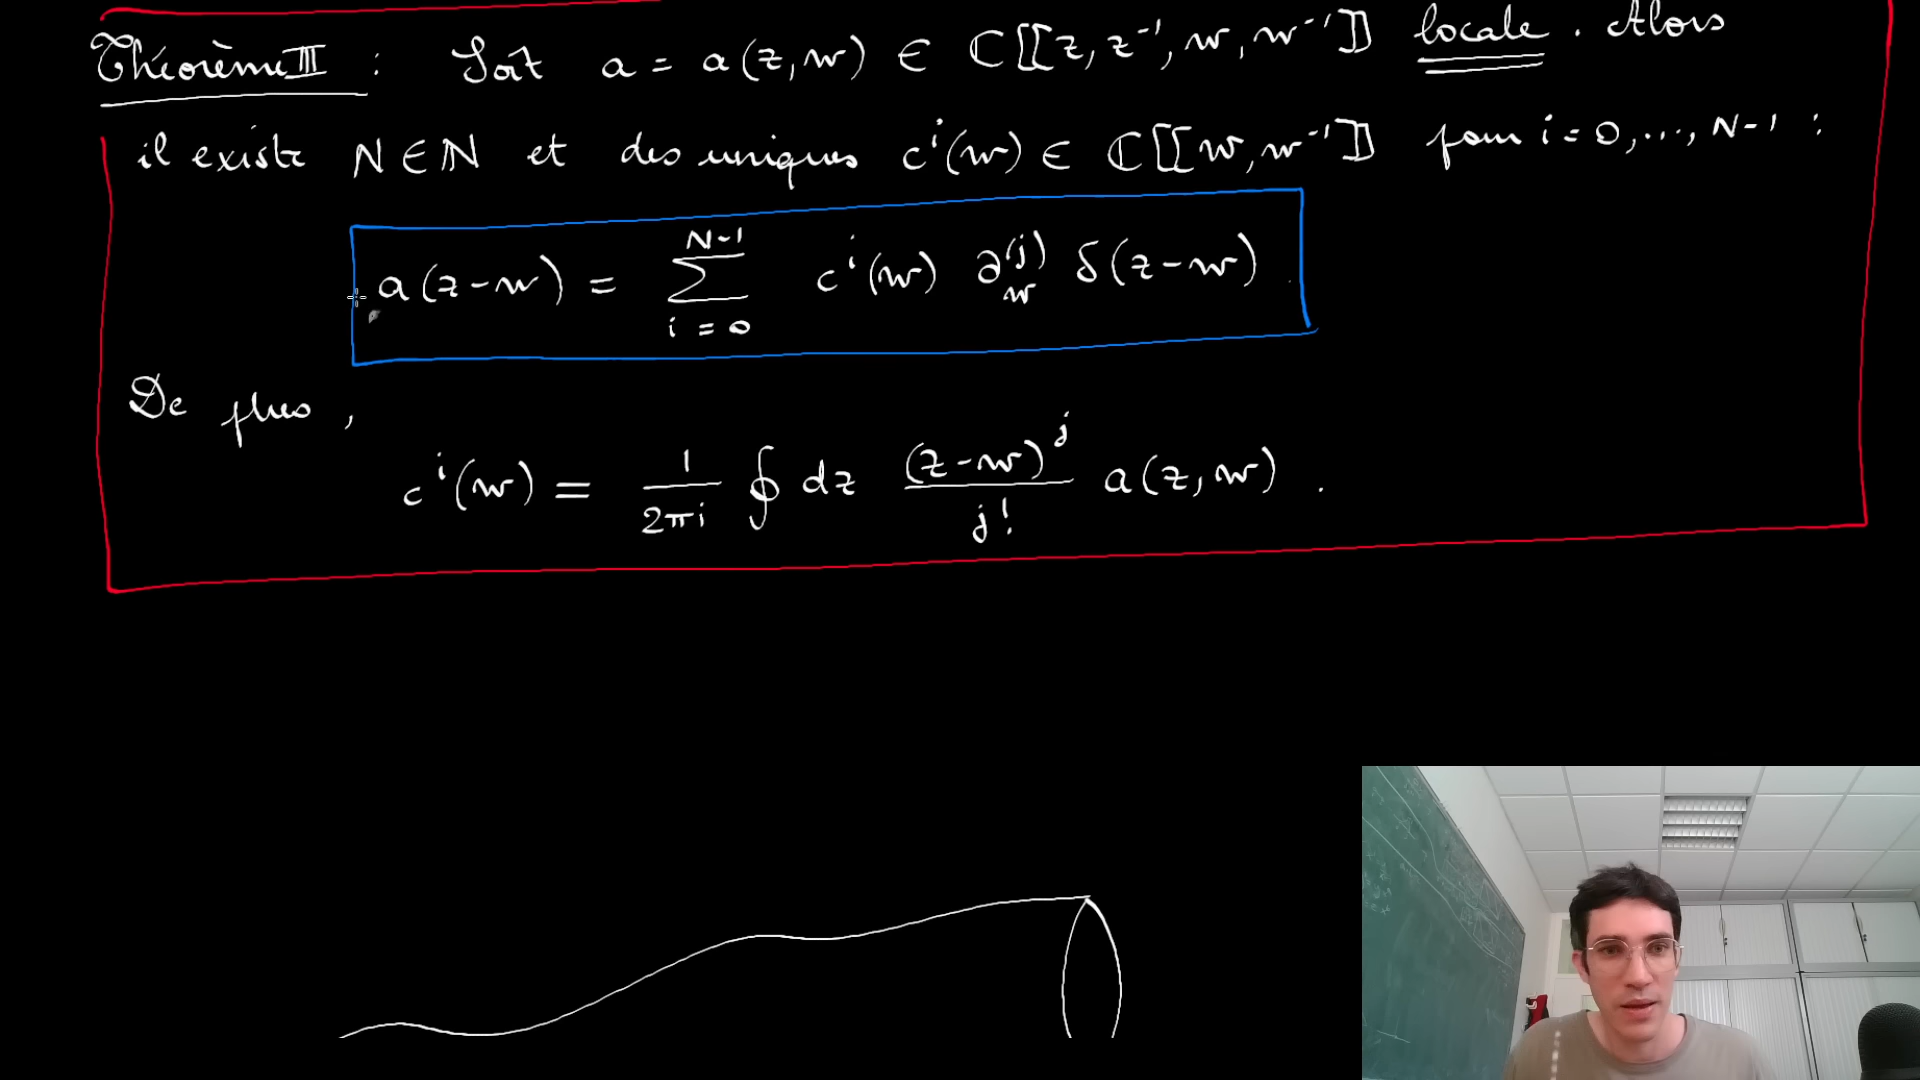 Théorème III : Soit a = a(z,w) ∈ ℂ[[z, z⁻¹, w, w⁻¹]] locale. Alors
il existe N ∈ ℕ et des uniques cⁱ(w) ∈ ℂ[[w, w⁻¹]] pour i = 0, ..., N-1 :
a(z-w) = ∑_{i=0}^{N-1} cⁱ(w) ∂_w^{(j)} δ(z-w)
De plus,
cⁱ(w) = 1/(2πi) ∮ dz (z-w)^j/j! a(z,w).